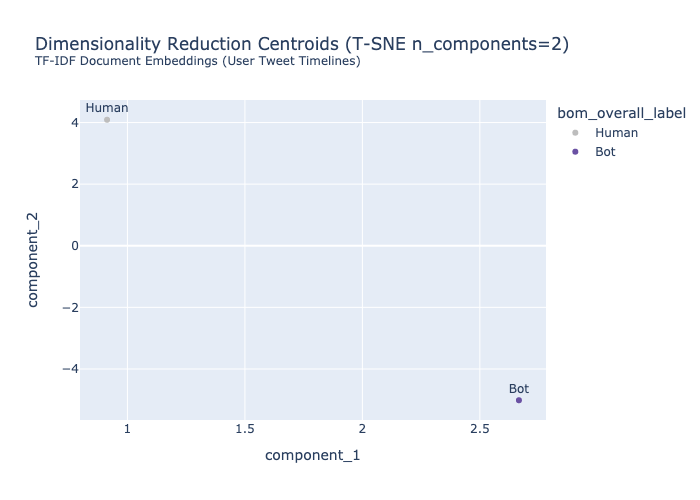 Dimensionality Reduction Centroids (T-SNE n_components=2)
TF-IDF Document Embeddings (User Tweet Timelines)
Human
bom_overall_label
Human
Bot
4
2
0
−2
−4
component_2
Bot
1
1.5
2
2.5
component_1